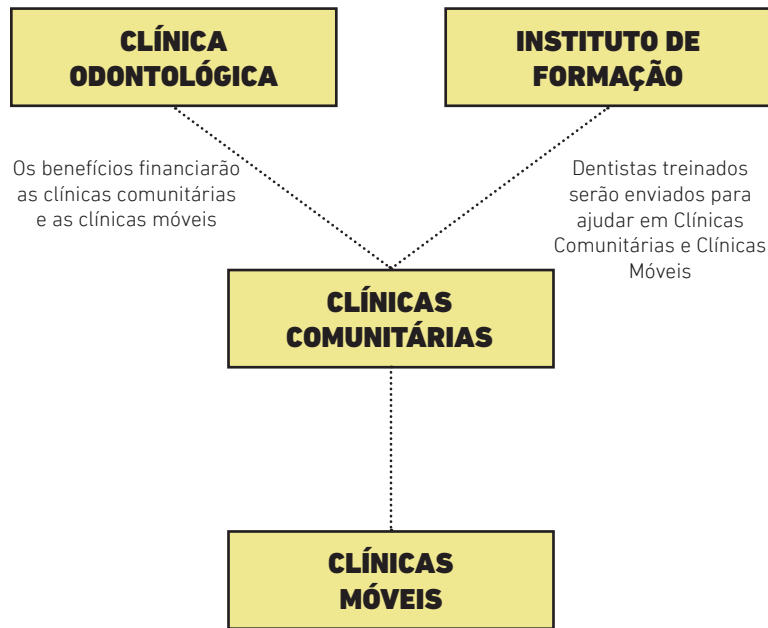 CLÍNICA
ODONTOLÓGICA
INSTITUTO DE
FORMAÇÃO
Os benefícios financiarão
as clínicas comunitárias
e as clínicas móveis
Dentistas treinados
serão enviados para
ajudar em Clínicas
Comunitárias e Clínicas
Móveis
CLÍNICAS
COMUNITÁRIAS
CLÍNICAS
MÓVEIS